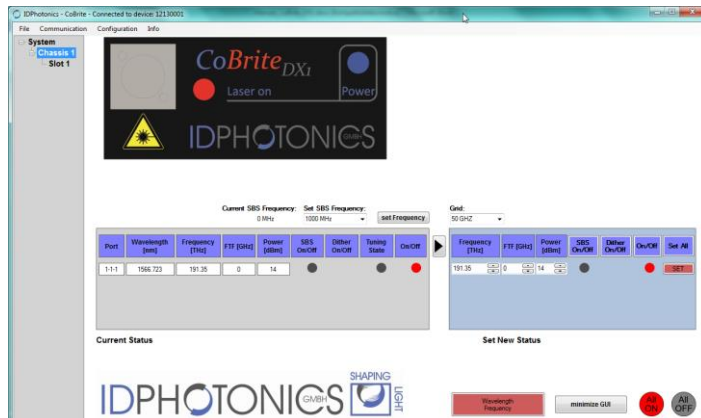 IDPhotonics - CoBrite - Connected to device: 12130001
File Communication Configuration Info
System
Chassis 1
Slot 1
CoBrite DX1
Laser on Power
IDPHOTONICS GMBH
Current SBS Frequency: Set SBS Frequency: Grid:
0 MHz 1000 MHz set Frequency 50 GHZ
Port Wavelength [nm] Frequency [THz] FTF [GHz] Power [dBm] SBS On/Off Dither On/Off Tuning State On/Off Frequency [THz] FTF [GHz] Power [dBm] SBS On/Off Dither On/Off On/Off Set All
1-1-1 1566.723 191.35 0 14 191.35 0 14 SET
Current Status Set New Status
IDPHOTONICS GMBH SHAPING LIGHT
Wavelength Frequency minimize GUI All ON All OFF